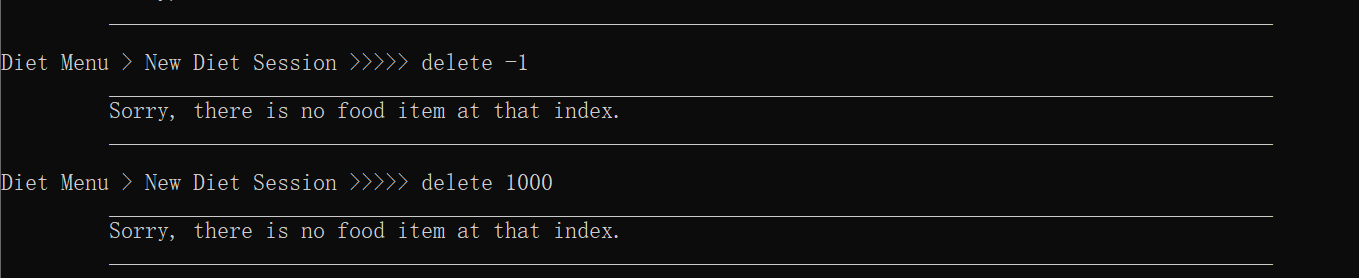 Diet Menu > New Diet Session >>>>> delete -1
Sorry, there is no food item at that index.
Diet Menu > New Diet Session >>>>> delete 1000
Sorry, there is no food item at that index.